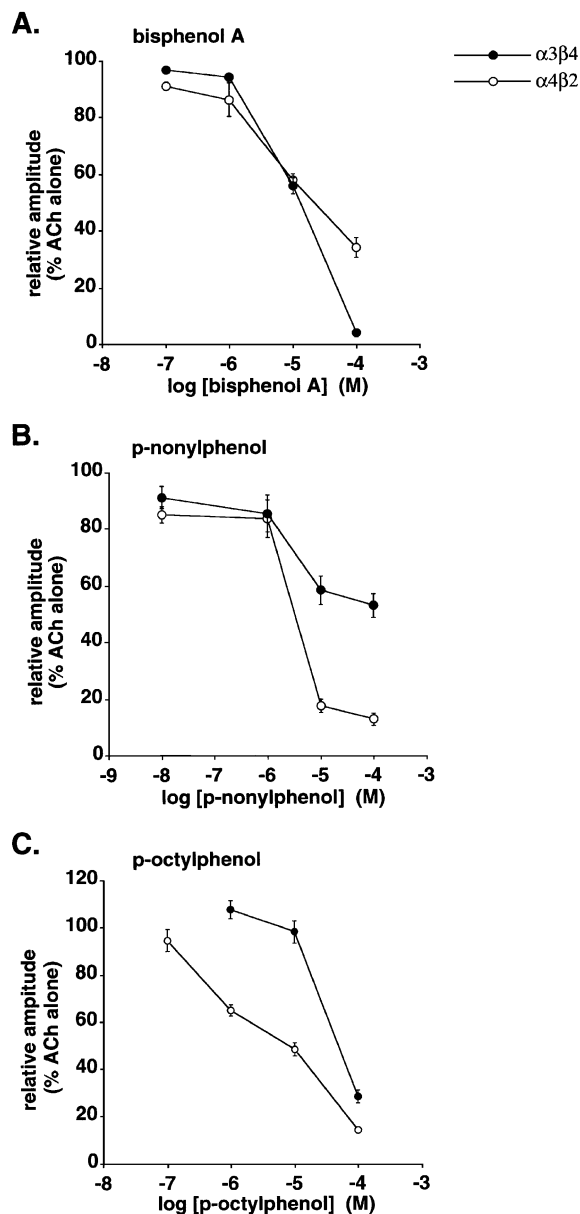 A.
bisphenol A
α3β4
α4β2
100
80
60
40
20
0
relative amplitude
(% ACh alone)
-8 -7 -6 -5 -4 -3
log [bisphenol A] (M)
B.
p-nonylphenol
100
80
60
40
20
0
relative amplitude
(% ACh alone)
-9 -8 -7 -6 -5 -4 -3
log [p-nonylphenol] (M)
C.
p-octylphenol
120
100
80
60
40
20
0
relative ampitude
(% ACh alone)
-8 -7 -6 -5 -4 -3
log [p-octylphenol] (M)